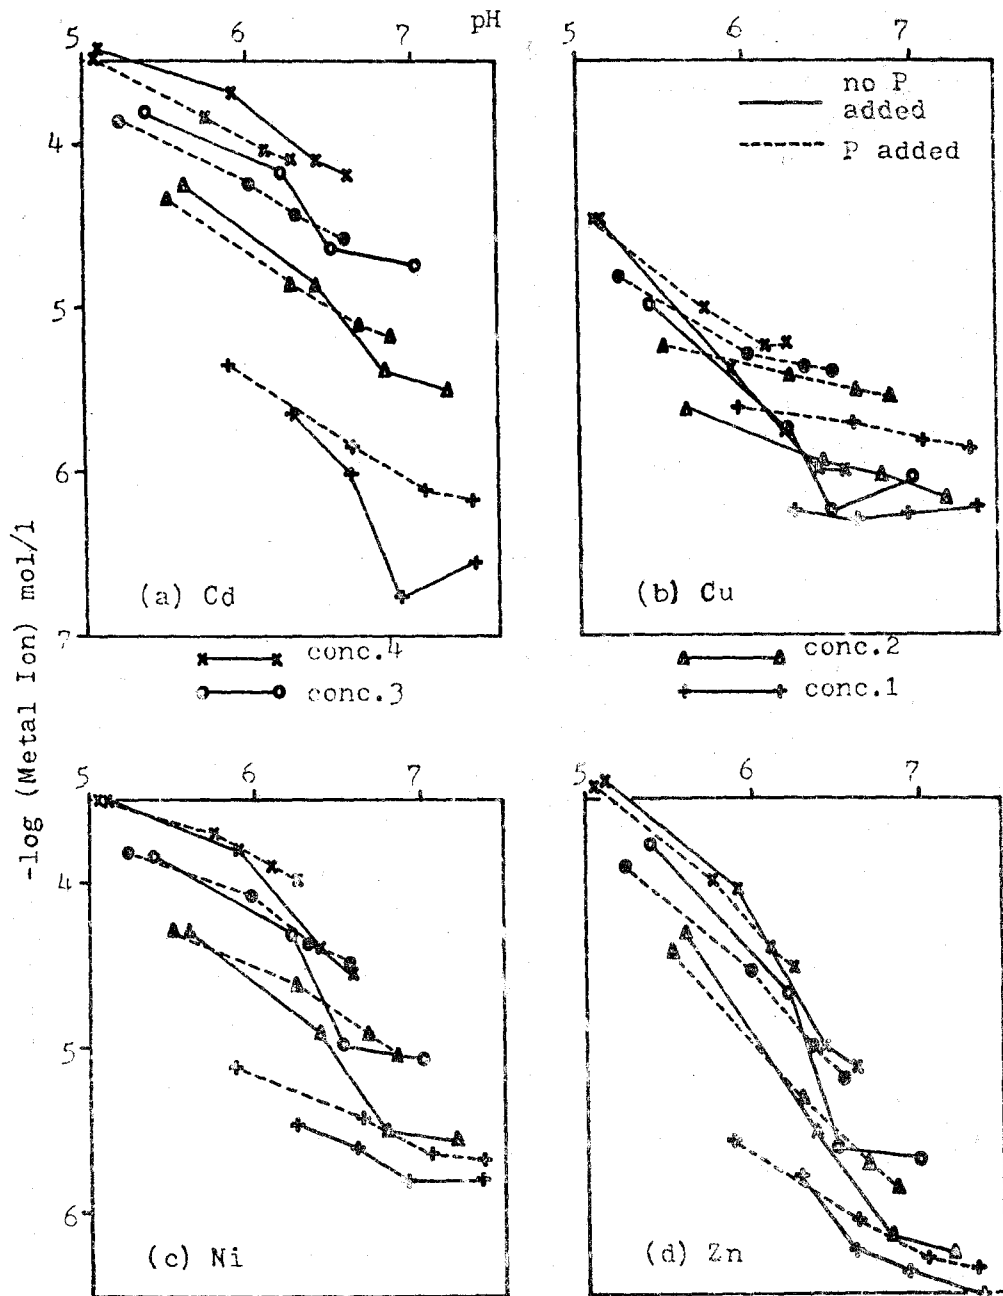 5 6 7 pH
5 6 7
no P
added
P added
4
5
6
7
(a) Cd
(b) Cu
-log (Metal Ion) mol/l
conc.4
conc.3
conc.2
conc.1
5 6 7
5 6 7
4
5
6
(c) Ni
(d) Zn